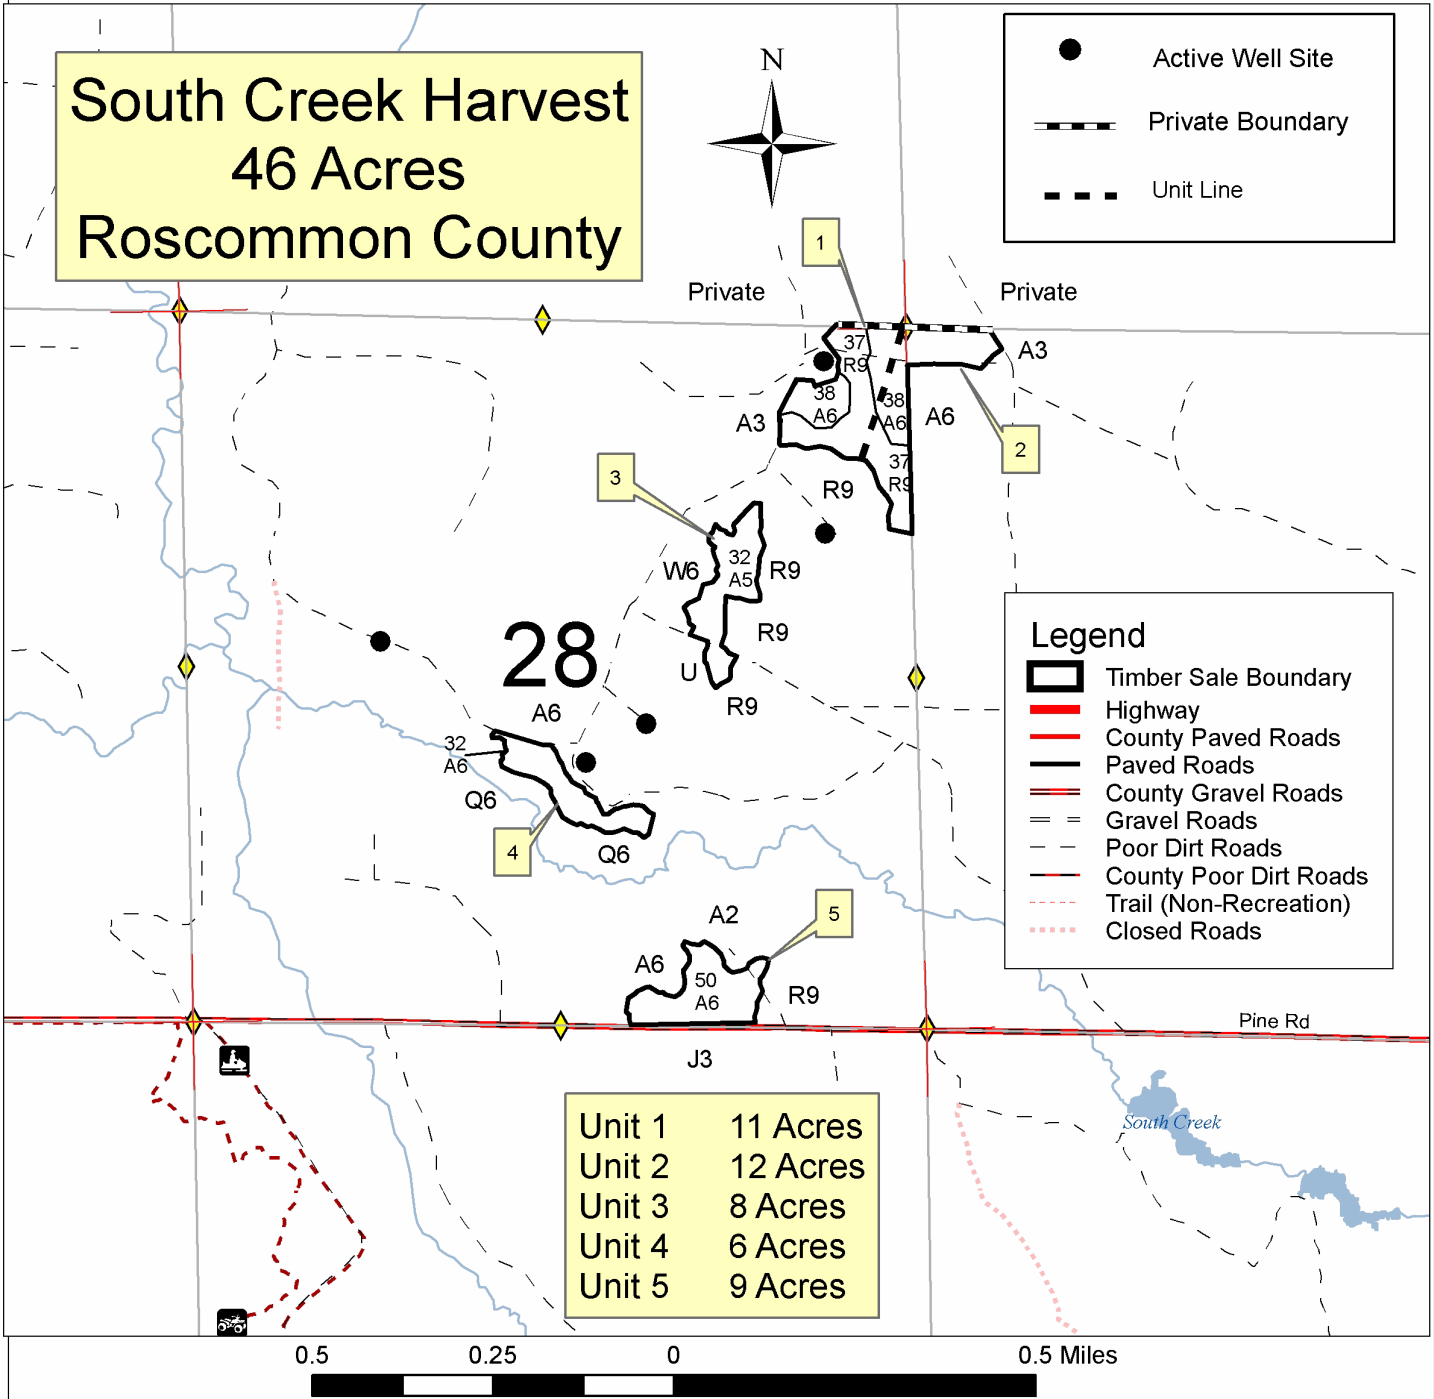 South Creek Harvest
46 Acres
Roscommon County
N
Active Well Site
Private Boundary
Unit Line
1
Private
Private
37
R9
A3
38
A6
38
A6
A3
A6
2
37
R9
3
R9
32
A5
W6
R9
R9
28
U
R9
A6
32
A6
Q6
4
Q6
Legend
Timber Sale Boundary
Highway
County Paved Roads
Paved Roads
County Gravel Roads
Gravel Roads
Poor Dirt Roads
County Poor Dirt Roads
Trail (Non-Recreation)
Closed Roads
A2
5
A6
50
A6
R9
Pine Rd
J3
South Creek
Unit 1 11 Acres
Unit 2 12 Acres
Unit 3 8 Acres
Unit 4 6 Acres
Unit 5 9 Acres
0.5 0.25 0 0.5 Miles